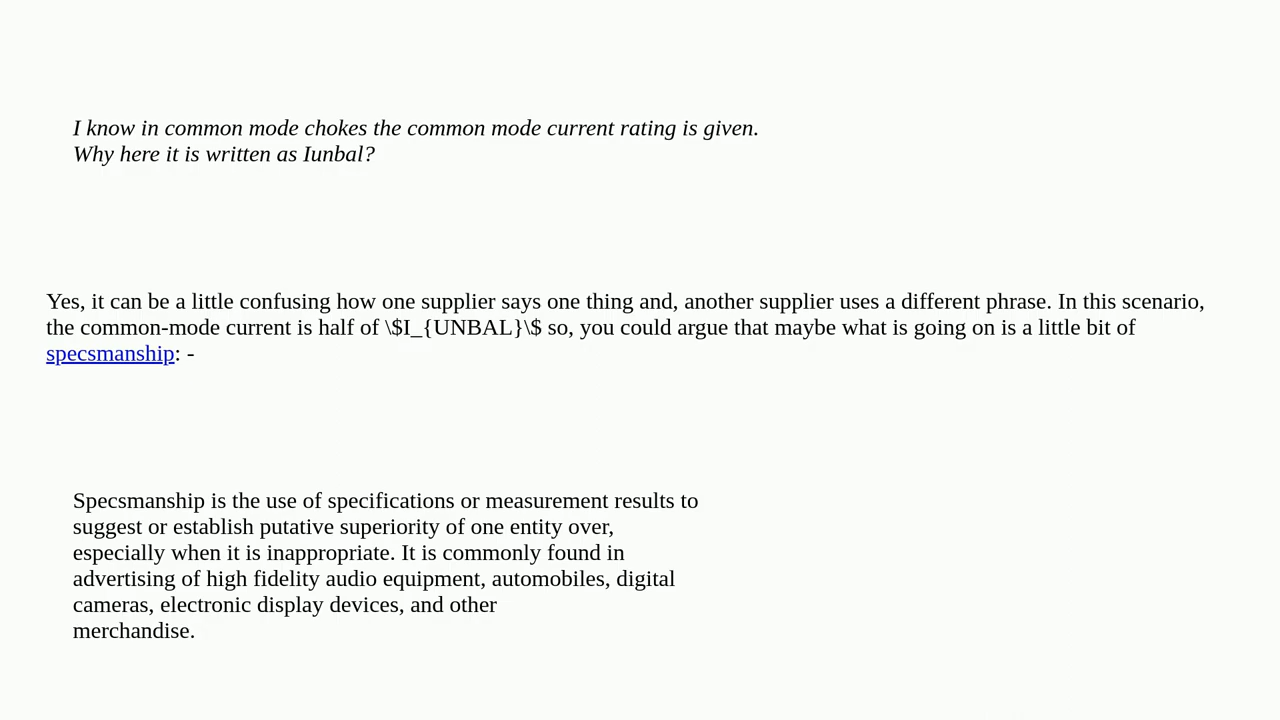 I know in common mode chokes the common mode current rating is given.
Why here it is written as Iunbal?
Yes, it can be a little confusing how one supplier says one thing and, another supplier uses a different phrase. In this scenario,
the common-mode current is half of \$I_{UNBAL}\$ so, you could argue that maybe what is going on is a little bit of
specsmanship: -
Specsmanship is the use of specifications or measurement results to
suggest or establish putative superiority of one entity over,
especially when it is inappropriate. It is commonly found in
advertising of high fidelity audio equipment, automobiles, digital
cameras, electronic display devices, and other
merchandise.